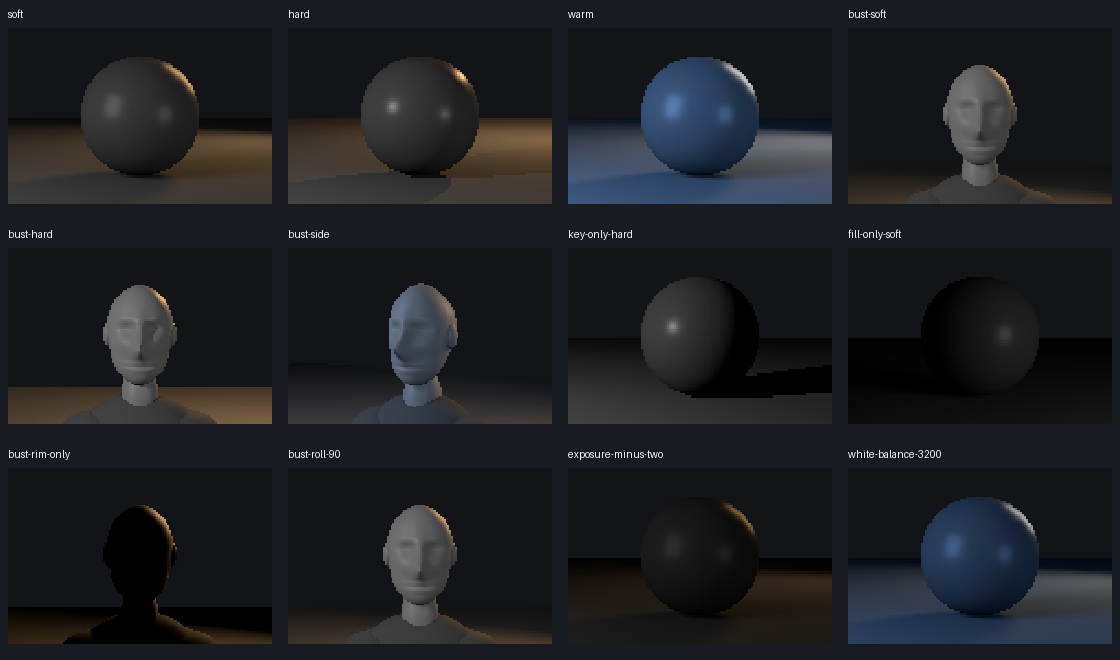 soft
hard
warm
bust-soft
bust-hard
bust-side
key-only-hard
fill-only-soft
bust-rim-only
bust-roll-90
exposure-minus-two
white-balance-3200